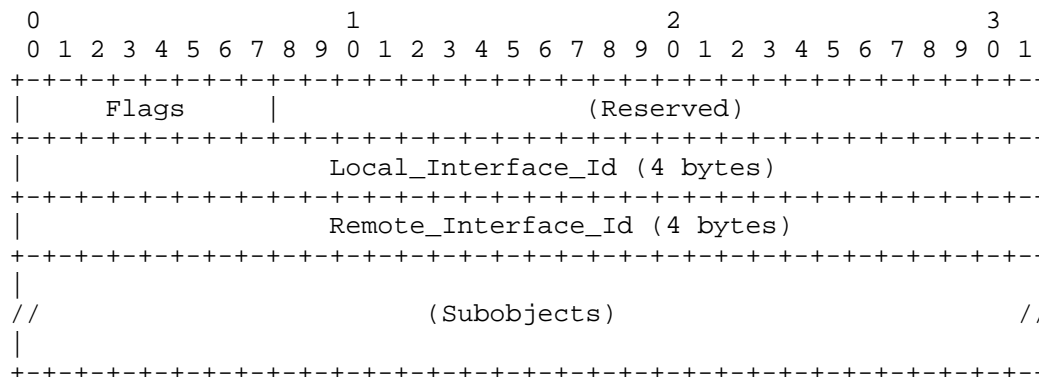 0                   1                   2                   3
 0 1 2 3 4 5 6 7 8 9 0 1 2 3 4 5 6 7 8 9 0 1 2 3 4 5 6 7 8 9 0 1
+-+-+-+-+-+-+-+-+-+-+-+-+-+-+-+-+-+-+-+-+-+-+-+-+-+-+-+-+-+-+-+--
|     Flags     |                   (Reserved)
+-+-+-+-+-+-+-+-+-+-+-+-+-+-+-+-+-+-+-+-+-+-+-+-+-+-+-+-+-+-+-+--
|                   Local_Interface_Id (4 bytes)
+-+-+-+-+-+-+-+-+-+-+-+-+-+-+-+-+-+-+-+-+-+-+-+-+-+-+-+-+-+-+-+--
|                   Remote_Interface_Id (4 bytes)
+-+-+-+-+-+-+-+-+-+-+-+-+-+-+-+-+-+-+-+-+-+-+-+-+-+-+-+-+-+-+-+--
|
//                        (Subobjects)                         //
|
+-+-+-+-+-+-+-+-+-+-+-+-+-+-+-+-+-+-+-+-+-+-+-+-+-+-+-+-+-+-+-+--